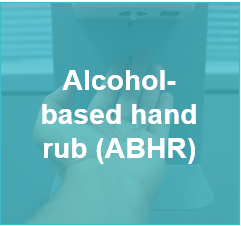 Alcohol-
based hand
rub (ABHR)